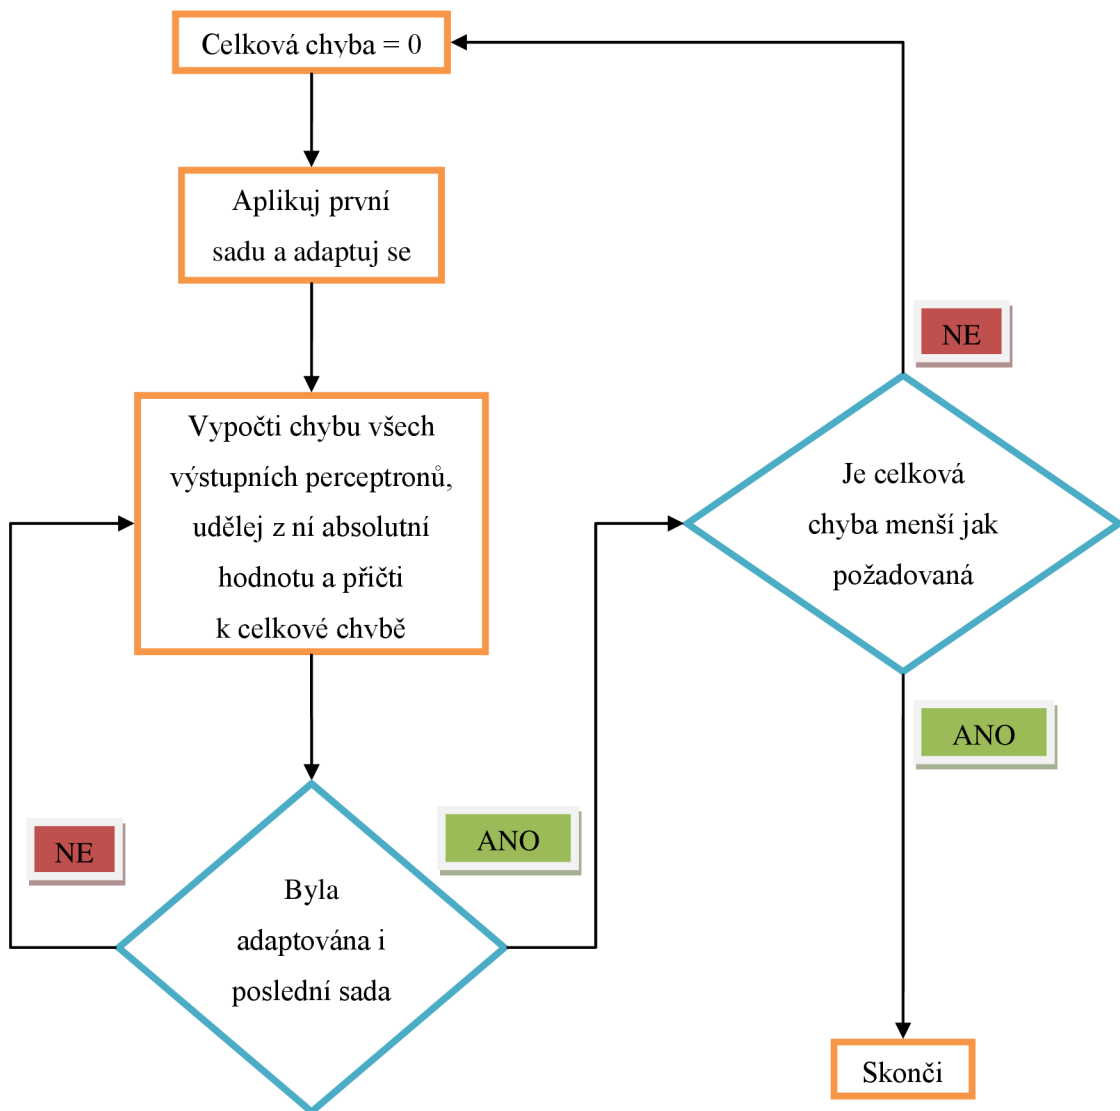 Celková chyba = 0
Aplikuj první
sadu a adaptuj se
NE
Vypočti chybu všech
výstupních perceptronů,
udělej z ní absolutní
hodnotu a přičti
k celkové chybě
Je celková
chyba menší jak
požadovaná
ANO
NE
ANO
Byla
adaptována i
poslední sada
Skonči